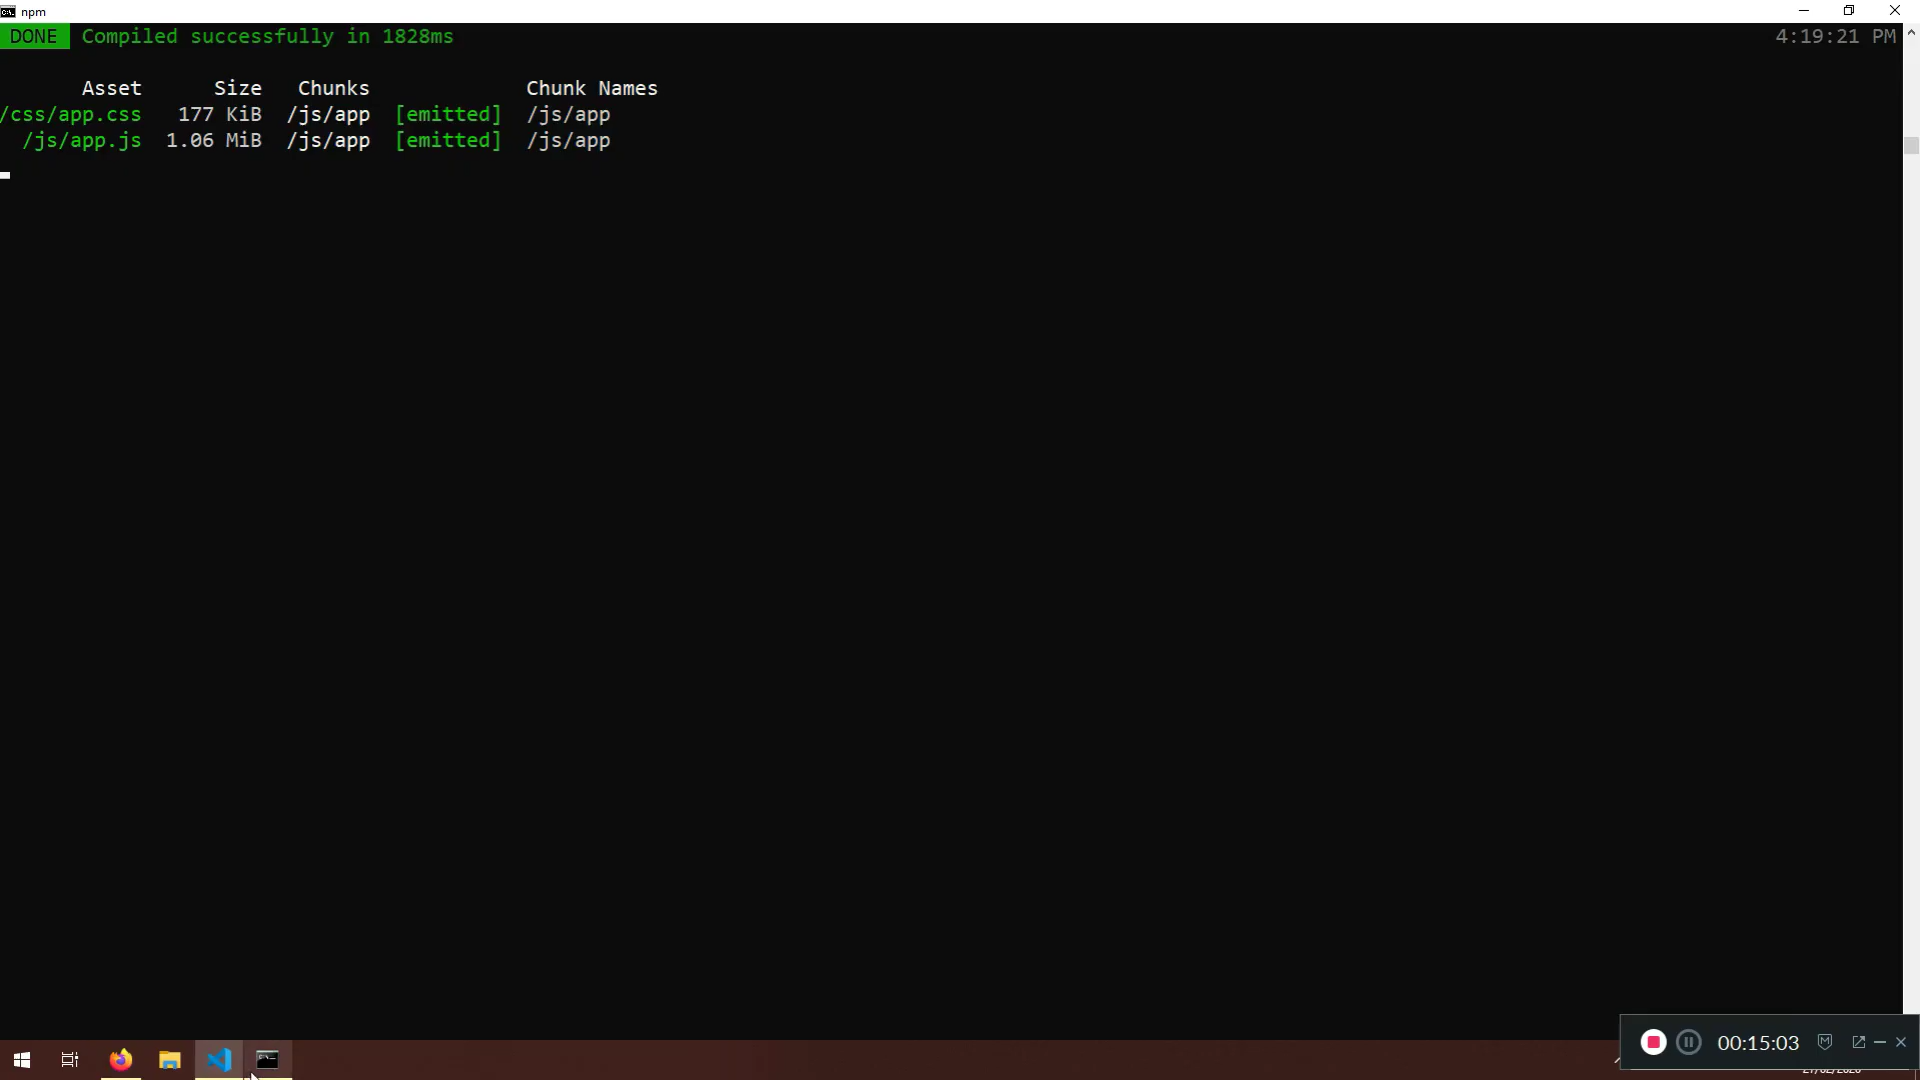 npm
DONE Compiled successfully in 1828ms 4:19:21 PM
Asset Size Chunks Chunk Names
/css/app.css 177 KiB /js/app [emitted] /js/app
/js/app.js 1.06 MiB /js/app [emitted] /js/app
00:15:03